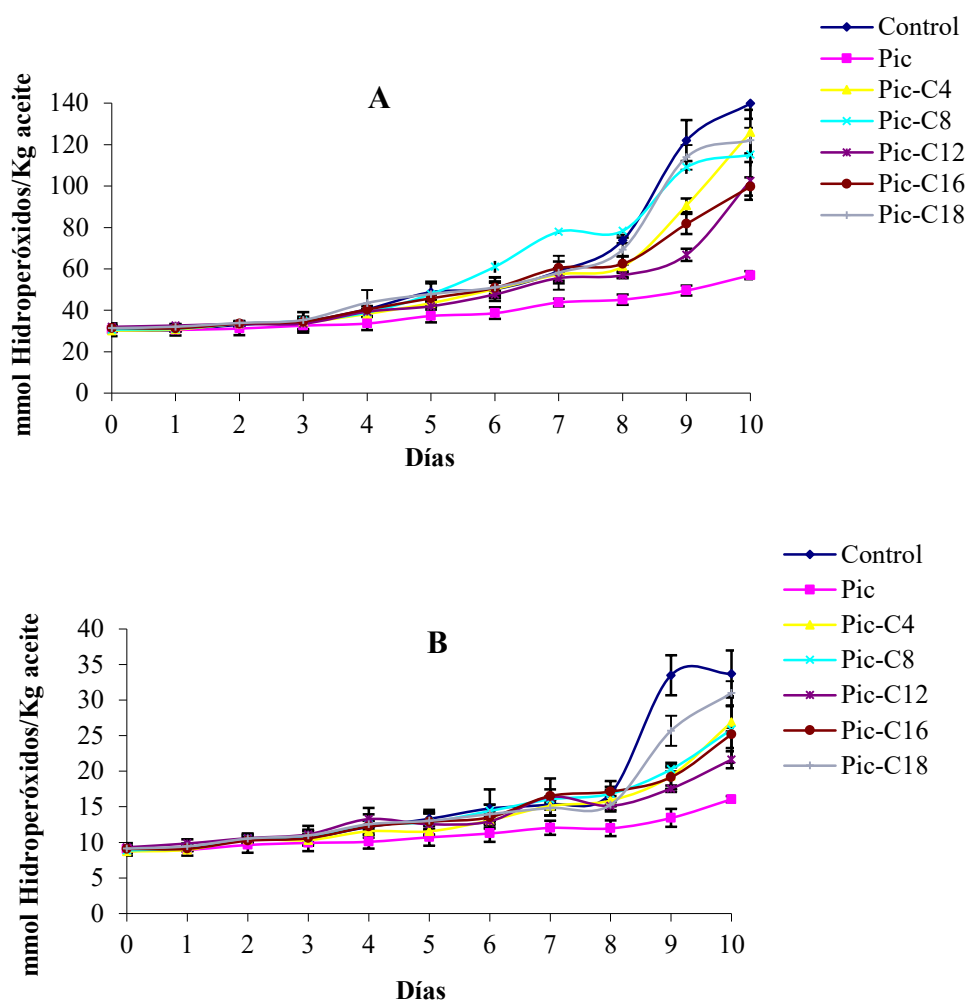 Control
Pic
Pic-C4
Pic-C8
Pic-C12
Pic-C16
Pic-C18
A
mmol Hidroperóxidos/Kg aceite
140
120
100
80
60
40
20
0
0 1 2 3 4 5 6 7 8 9 10
Días
Control
Pic
Pic-C4
Pic-C8
Pic-C12
Pic-C16
Pic-C18
B
mmol Hidroperóxidos/Kg aceite
40
35
30
25
20
15
10
5
0
0 1 2 3 4 5 6 7 8 9 10
Días